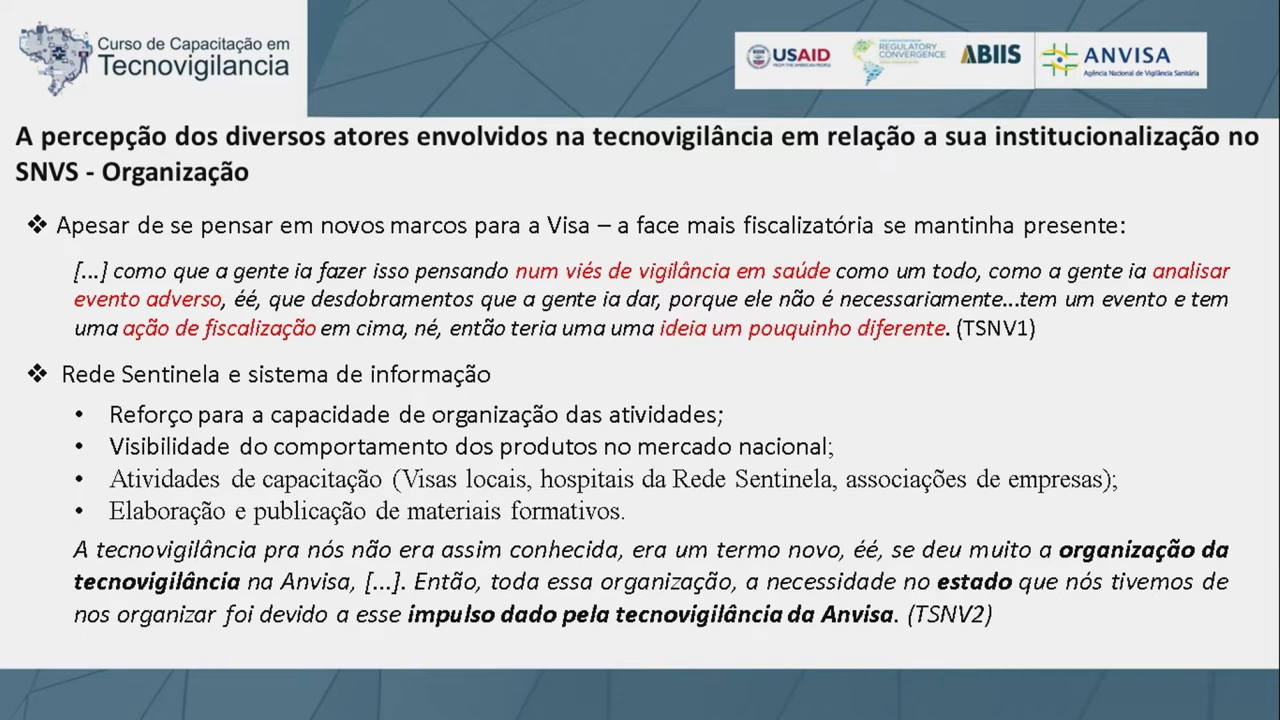 Curso de Capacitação em
Tecnovigilancia
USAID
FROM THE AMERICAN PEOPLE
REGULATORY
CONVERGENCE
ABIIS
ANVISA
Agência Nacional de Vigilância Sanitária
A percepção dos diversos atores envolvidos na tecnovigilância em relação a sua institucionalização no
SNVS - Organização
❖ Apesar de se pensar em novos marcos para a Visa – a face mais fiscalizatória se mantinha presente:
[...] como que a gente ia fazer isso pensando num viés de vigilância em saúde como um todo, como a gente ia analisar
evento adverso, éé, que desdobramentos que a gente ia dar, porque ele não é necessariamente...tem um evento e tem
uma ação de fiscalização em cima, né, então teria uma uma ideia um pouquinho diferente. (TSNV1)
❖ Rede Sentinela e sistema de informação
• Reforço para a capacidade de organização das atividades;
• Visibilidade do comportamento dos produtos no mercado nacional;
• Atividades de capacitação (Visas locais, hospitais da Rede Sentinela, associações de empresas);
• Elaboração e publicação de materiais formativos.
A tecnovigilância pra nós não era assim conhecida, era um termo novo, éé, se deu muito a organização da
tecnovigilância na Anvisa, [...]. Então, toda essa organização, a necessidade no estado que nós tivemos de
nos organizar foi devido a esse impulso dado pela tecnovigilância da Anvisa. (TSNV2)